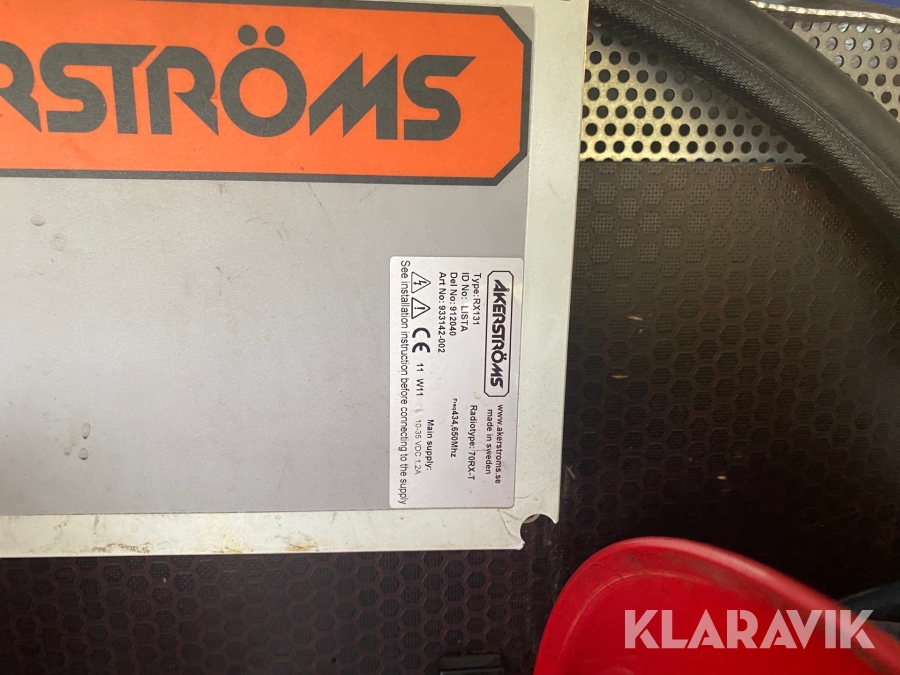 RSTRÖMS
ÅKERSTRÖMS
www.akerstroms.se
made in sweden
Type: RX131
Radiotype: 70RX-T
ID No: LISTA
Del No: 912040
Freq434,650Mhz
Art No: 933142-002
Main supply:
CE 11 W11 10-35 VDC 1.2A
See installation instruction before connecting to the supply
KLARAVIK